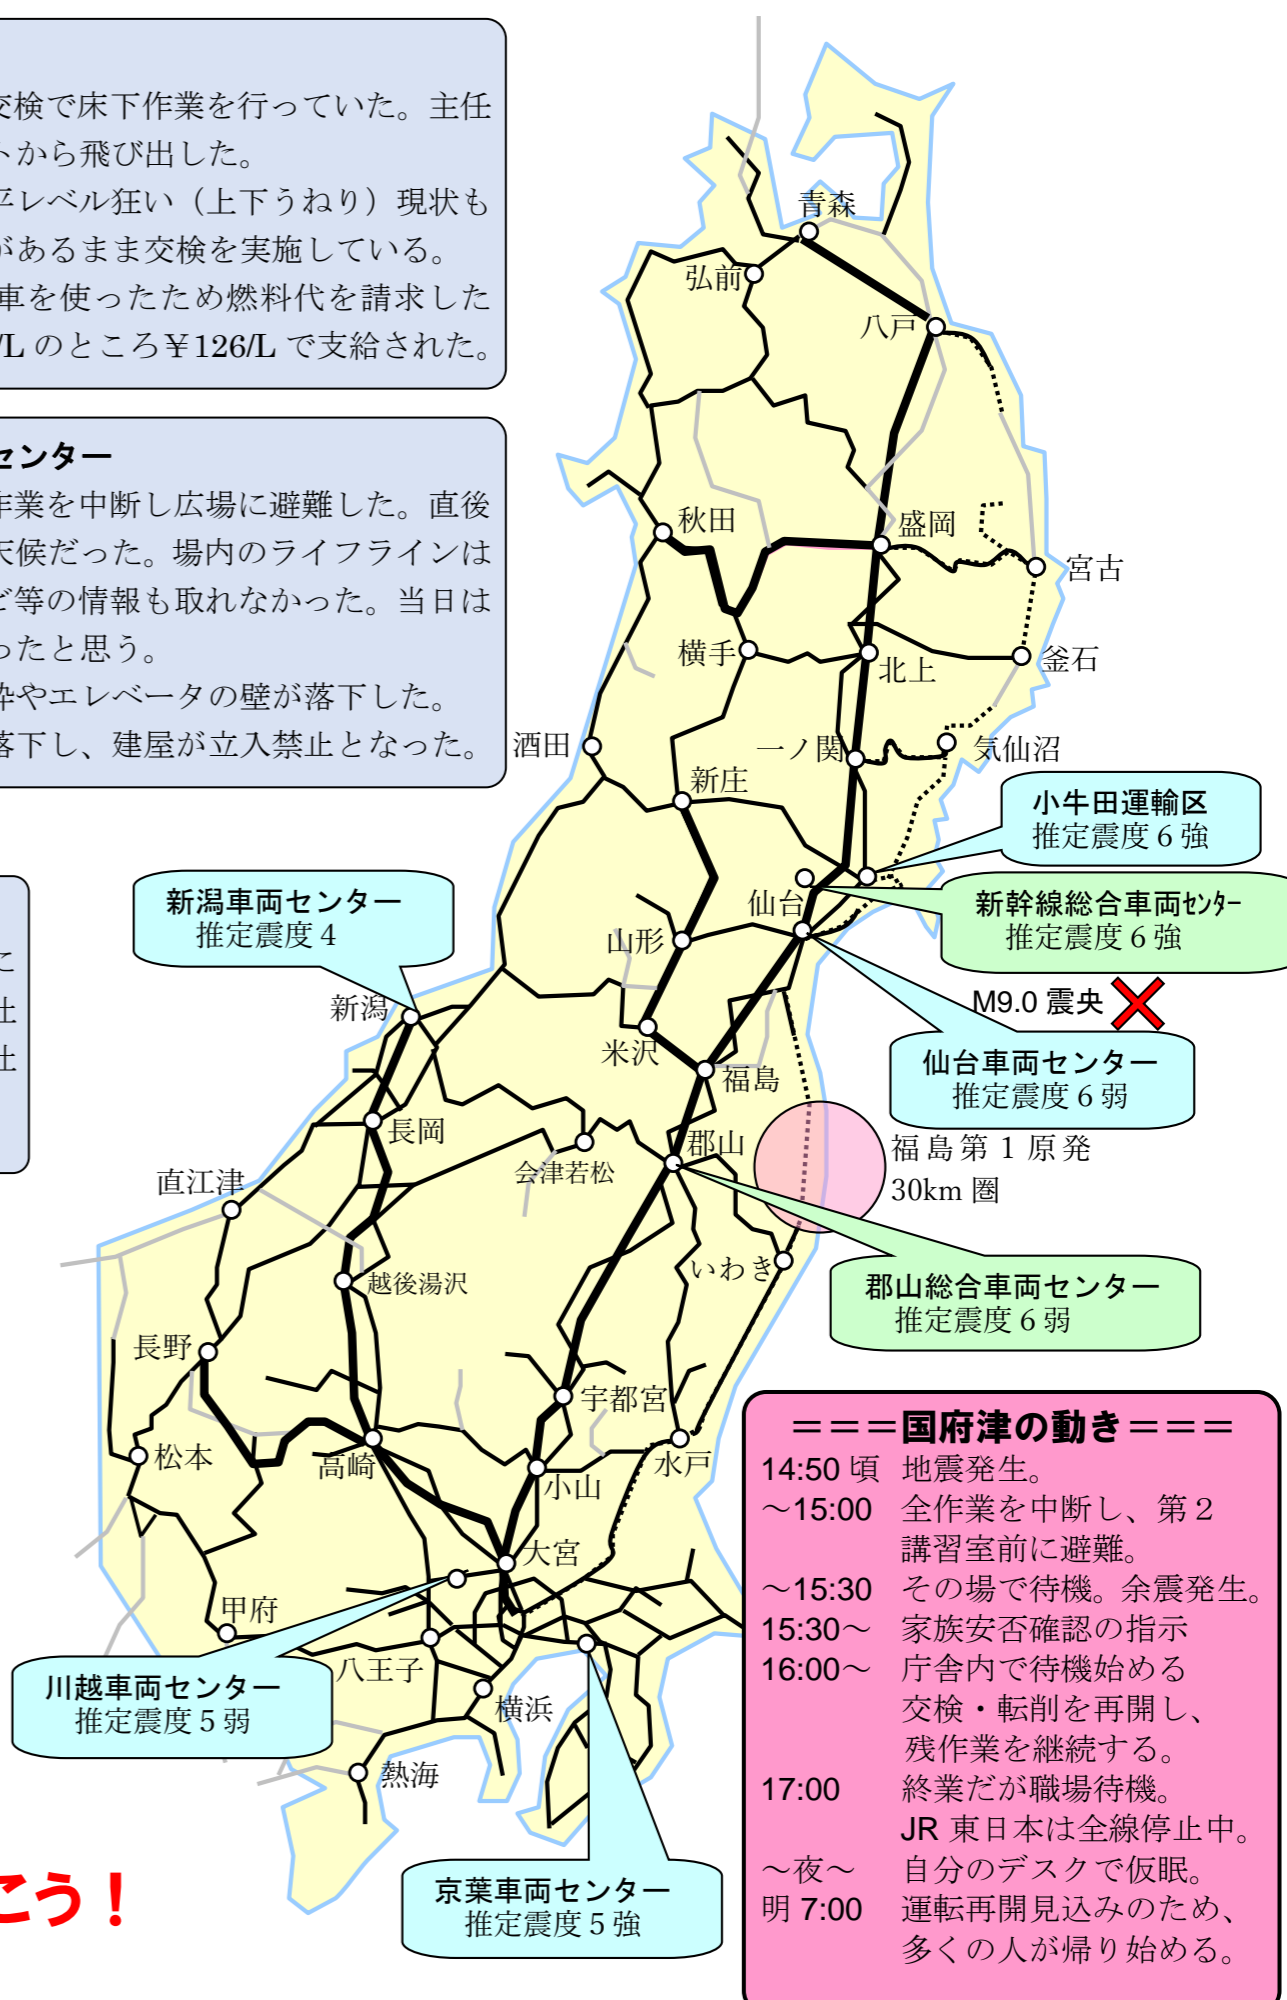 交検で床下作業を行っていた。主任
トから飛び出した。
平レベル狂い（上下うねり）現状も
があるまま交検を実施している。
車を使ったため燃料代を請求した
/L のところ￥126/L で支給された。
センター
作業を中断し広場に避難した。直後
天候だった。場内のライフラインは
ど等の情報も取れなかった。当日は
ったと思う。
枠やエレベータの壁が落下した。
落下し、建屋が立入禁止となった。
に
社
社
青森
弘前
八戸
秋田
盛岡
宮古
横手
北上
釜石
酒田
一ノ関
気仙沼
新庄
小牛田運輸区
推定震度６強
新潟車両センター
推定震度４
仙台
新幹線総合車両ｾﾝﾀｰ
推定震度６強
山形
新潟
M9.0 震央
米沢
福島
仙台車両センター
推定震度６弱
長岡
会津若松
郡山
福島第１原発
30km 圏
直江津
いわき
越後湯沢
郡山総合車両センター
推定震度６弱
長野
宇都宮
松本
高崎
小山
水戸
大宮
甲府
八王子
川越車両センター
推定震度５弱
横浜
熱海
京葉車両センター
推定震度５強
こう！
＝＝＝国府津の動き＝＝＝
14:50 頃 地震発生。
～15:00 全作業を中断し、第２
講習室前に避難。
～15:30 その場で待機。余震発生。
15:30～ 家族安否確認の指示
16:00～ 庁舎内で待機始める
交検・転削を再開し、
残作業を継続する。
17:00 終業だが職場待機。
JR 東日本は全線停止中。
～夜～ 自分のデスクで仮眠。
明 7:00 運転再開見込みのため、
多くの人が帰り始める。